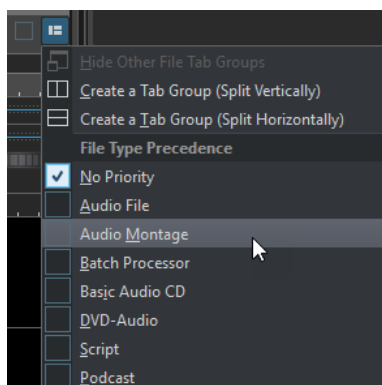 Hide Other File Tab Groups
Create a Tab Group (Split Vertically)
Create a Tab Group (Split Horizontally)
File Type Precedence
No Priority
Audio File
Audio Montage
Batch Processor
Basic Audio CD
DVD-Audio
Script
Podcast